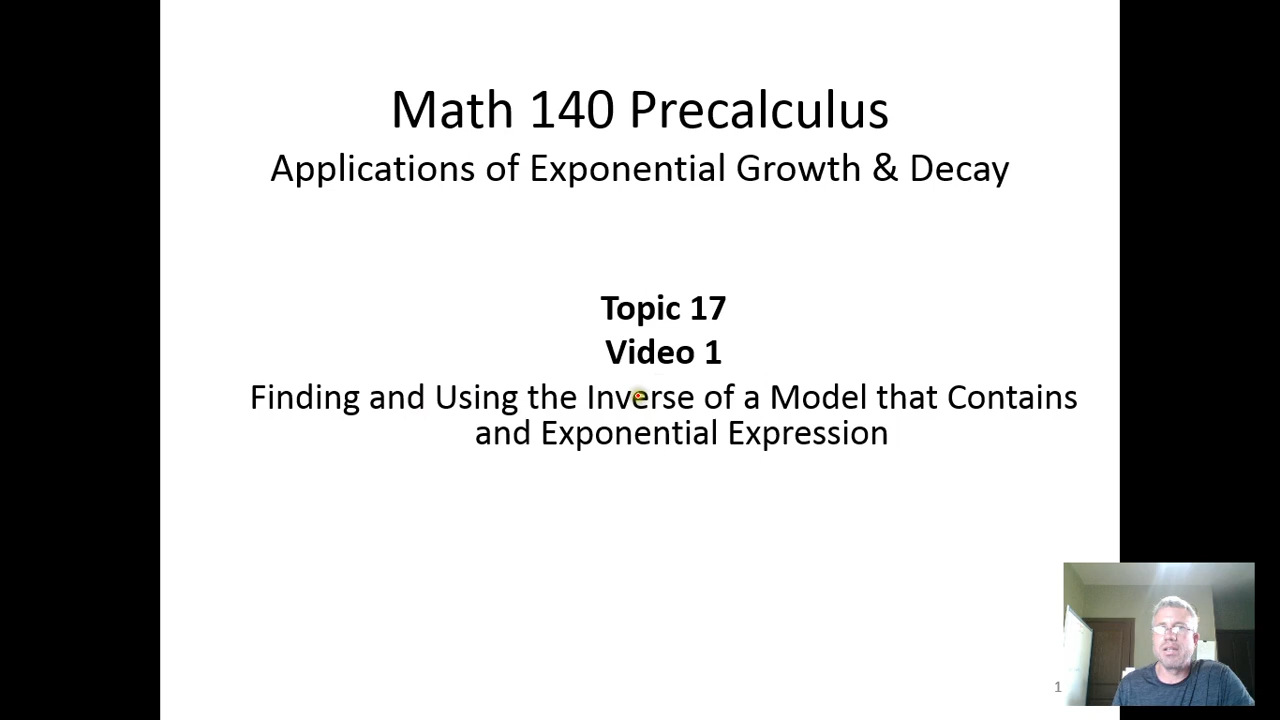 Math 140 Precalculus
Applications of Exponential Growth & Decay
Topic 17
Video 1
Finding and Using the Inverse of a Model that Contains
and Exponential Expression
1